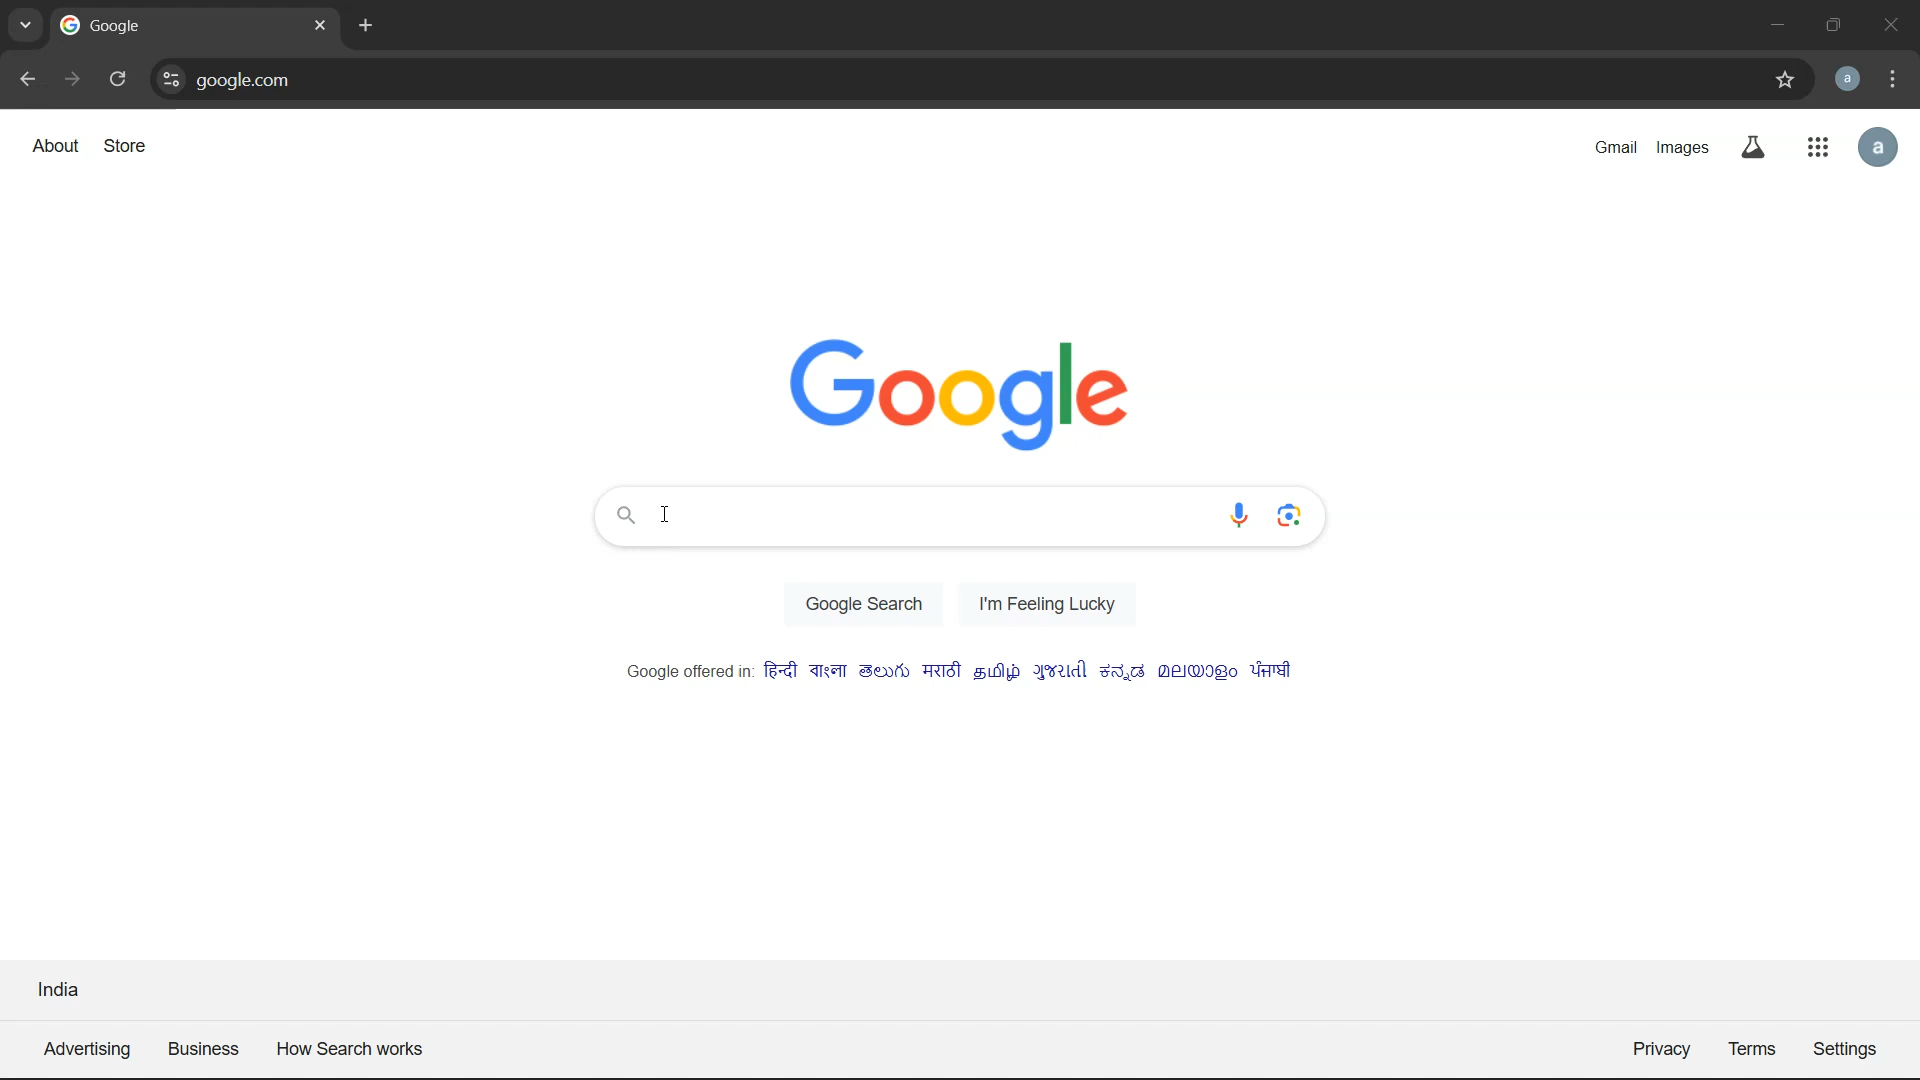 Google
google.com
a
About Store
Gmail Images
a
Google
Google Search I'm Feeling Lucky
Google offered in: हिन्दी বাংলা తెలుగు मराठी தமிழ் ગુજરાતી ಕನ್ನಡ മലയാളം ਪੰਜਾਬੀ
India
Advertising Business How Search works
Privacy Terms Settings